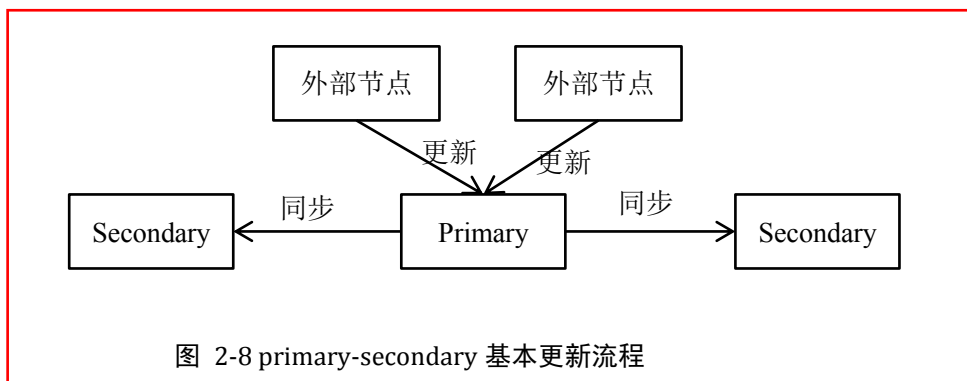 外部节点 外部节点
更新 更新
同步 同步
Secondary Primary Secondary
图 2-8 primary-secondary 基本更新流程